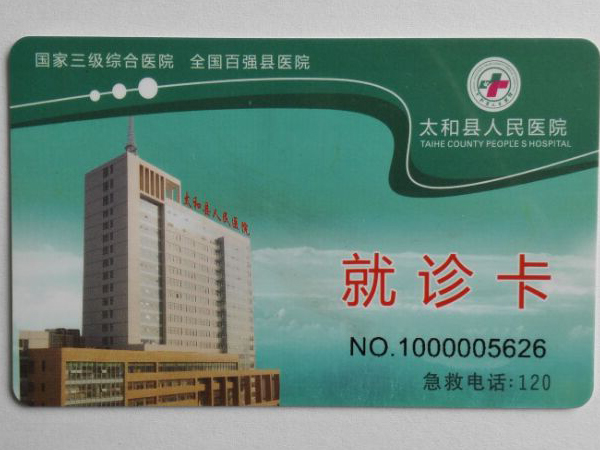 国家三级综合医院 全国百强县医院
太和县人民医院
TAIHE COUNTY PEOPLE S HOSPITAL
太和县人民医院
就诊卡
NO.1000005626
急救电话:120